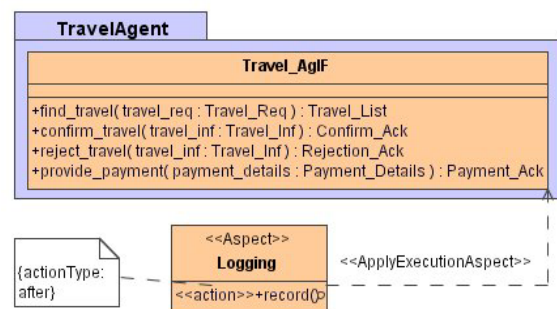 TravelAgent
Travel_AgIF
+find_travel( travel_req : Travel_Req ) : Travel_List
+confirm_travel( travel_inf : Travel_Inf ) : Confirm_Ack
+reject_travel( travel_inf : Travel_Inf ) : Rejection_Ack
+provide_payment( payment_details : Payment_Details ) : Payment_Ack
<<Aspect>>
Logging
<<ApplyExecutionAspect>>
{actionType:
after}
<<action>>+record()